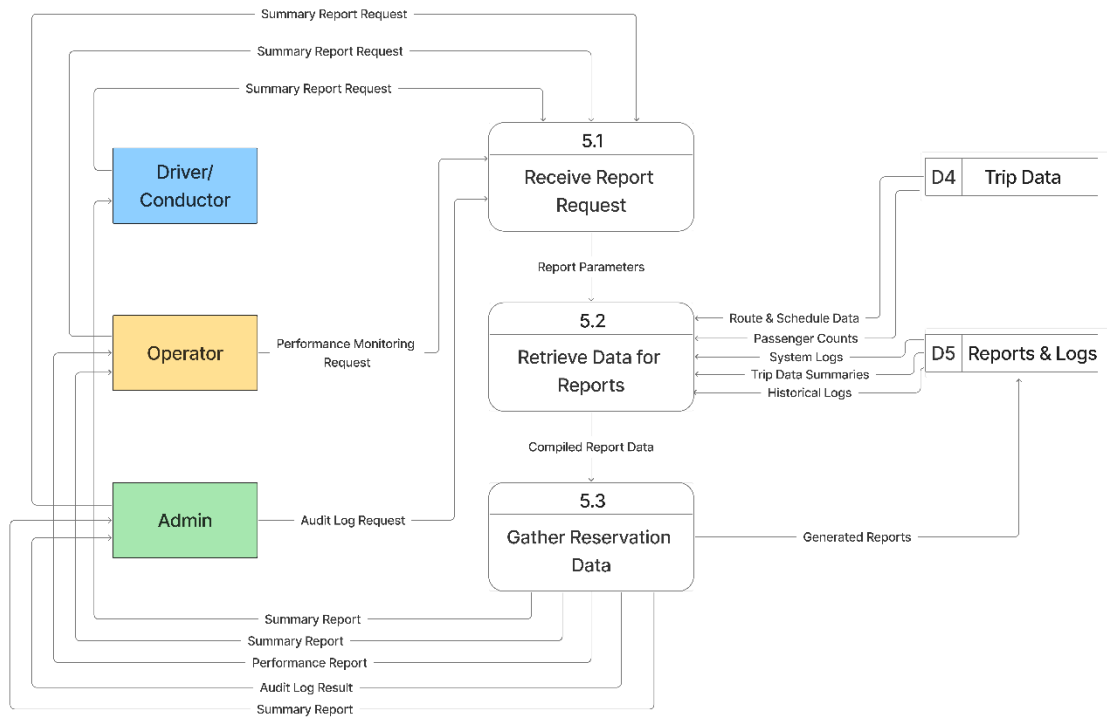 Summary Report Request
Summary Report Request
Summary Report Request
5.1
Receive Report
Request
Driver/
Conductor
D4 Trip Data
Report Parameters
Operator
Performance Monitoring
Request
5.2
Retrieve Data for
Reports
Route & Schedule Data
Passenger Counts
System Logs
Trip Data Summaries
Historical Logs
D5 Reports & Logs
Compiled Report Data
Admin
Audit Log Request
5.3
Gather Reservation
Data
Generated Reports
Summary Report
Summary Report
Performance Report
Audit Log Result
Summary Report